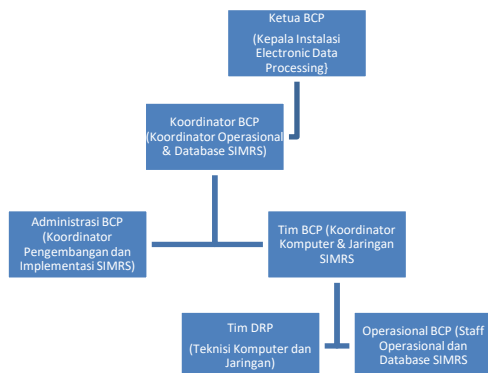 Ketua BCP
(Kepala Instalasi
Electronic Data
Processing}
Koordinator BCP
(Koordinator Operasional
& Database SIMRS)
Administrasi BCP
(Koordinator
Pengembangan dan
Implementasi SIMRS)
Tim BCP (Koordinator
Komputer & Jaringan
SIMRS
Tim DRP
(Teknisi Komputer dan
Jaringan)
Operasional BCP (Staff
Operasional dan
Database SIMRS